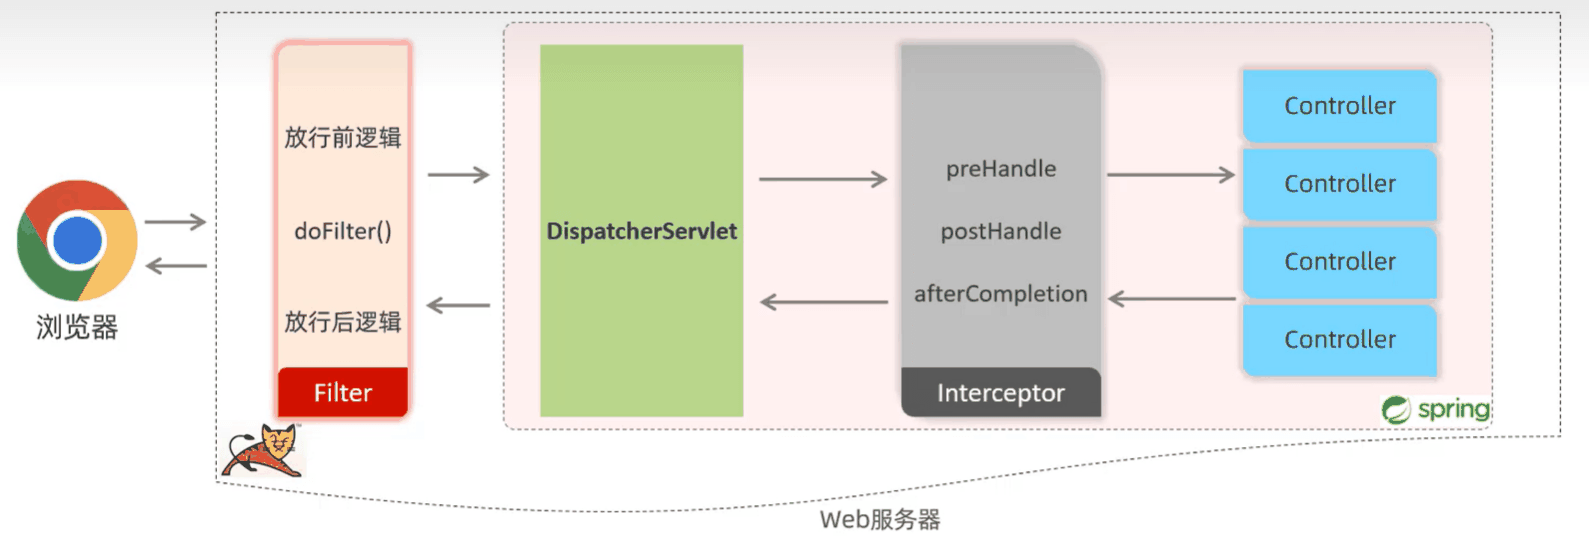 浏览器
放行前逻辑
doFilter()
放行后逻辑
Filter
DispatcherServlet
preHandle
postHandle
afterCompletion
Interceptor
Controller
Controller
Controller
Controller
spring
Web服务器